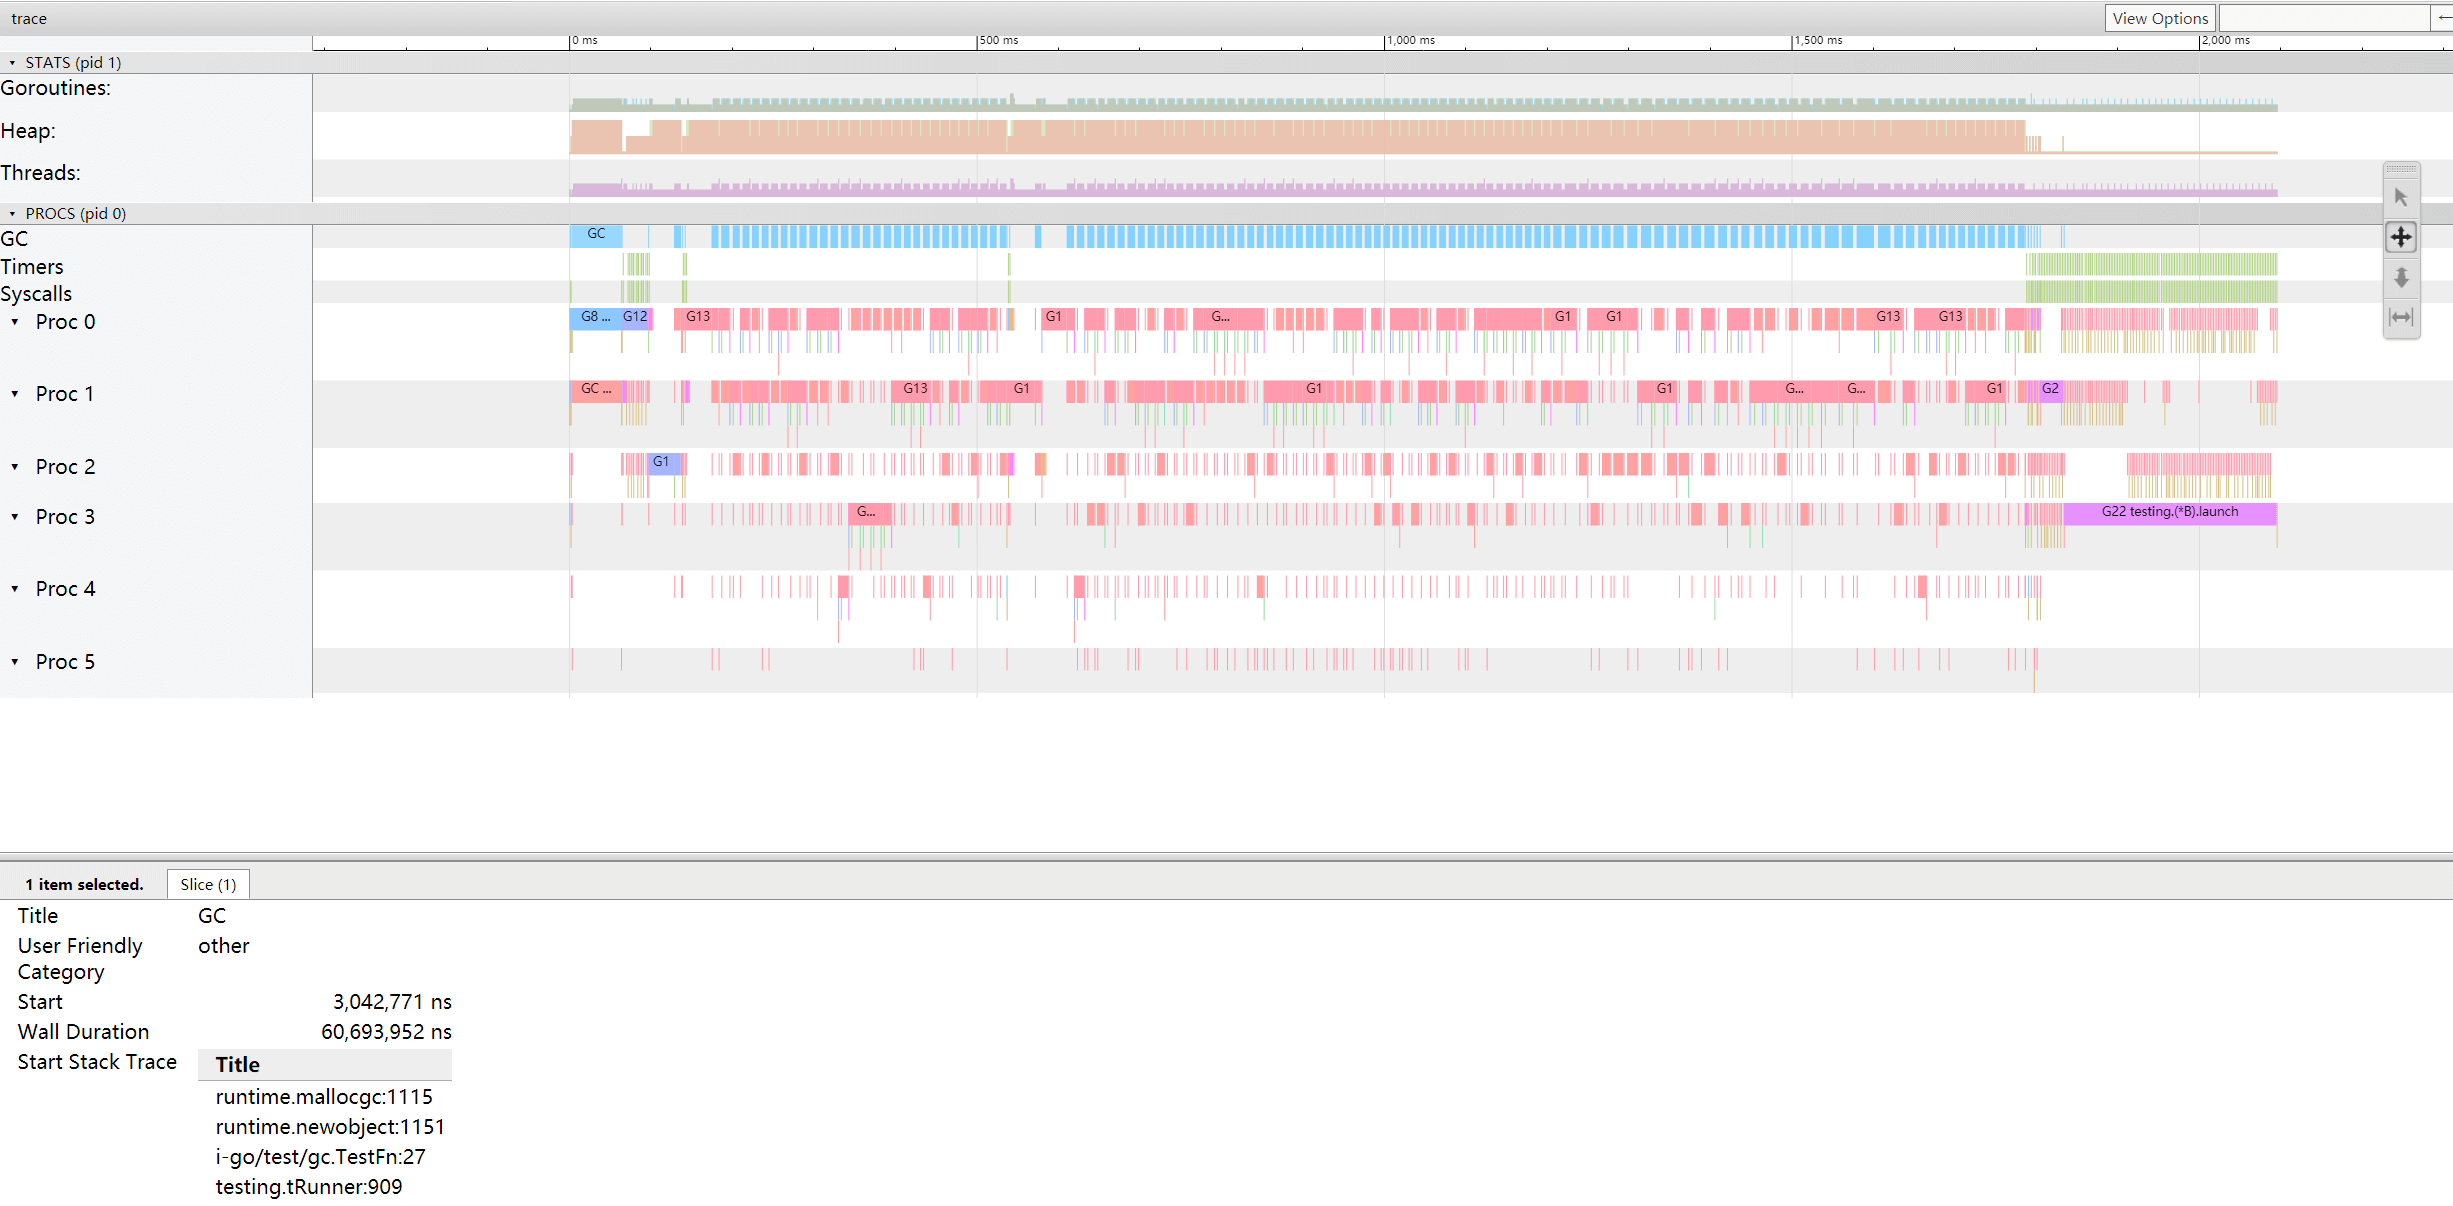 trace
View Options
0 ms
500 ms
1,000 ms
1,500 ms
2,000 ms
STATS (pid 1)
Goroutines:
Heap:
Threads:
PROCS (pid 0)
GC
GC
Timers
Syscalls
Proc 0
G8 ...
G12
G13
G1
G...
G1
G1
G13
G13
Proc 1
GC ...
G13
G1
G1
G1
G...
G...
G1
G2
Proc 2
G1
Proc 3
G...
G22 testing.(*B).launch
Proc 4
Proc 5
1 item selected.
Slice (1)
Title GC
User Friendly other
Category
Start 3,042,771 ns
Wall Duration 60,693,952 ns
Start Stack Trace Title
runtime.mallocgc:1115
runtime.newobject:1151
i-go/test/gc.TestFn:27
testing.tRunner:909